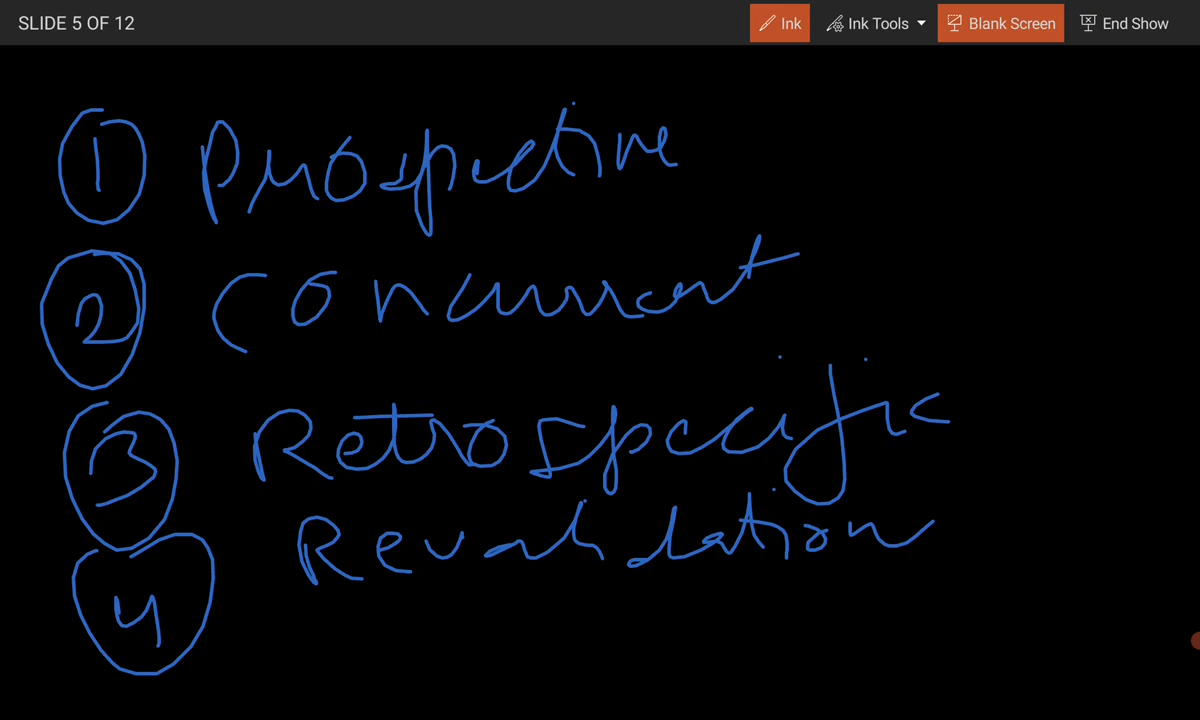 SLIDE 5 OF 12 Ink Ink Tools Blank Screen End Show
1 Prospective
2 Concurrent
3 Retrospecific
4 Revalidation